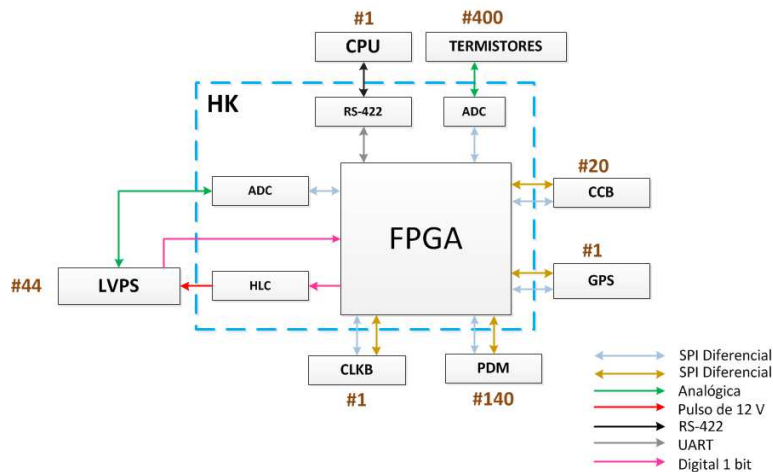 #1
#400
CPU
TERMISTORES
HK
RS-422
ADC
#20
ADC
CCB
FPGA
#1
#44
LVPS
HLC
GPS
CLKB
PDM
#1
#140
SPI Diferencial
SPI Diferencial
Analógica
Pulso de 12 V
RS-422
UART
Digital 1 bit